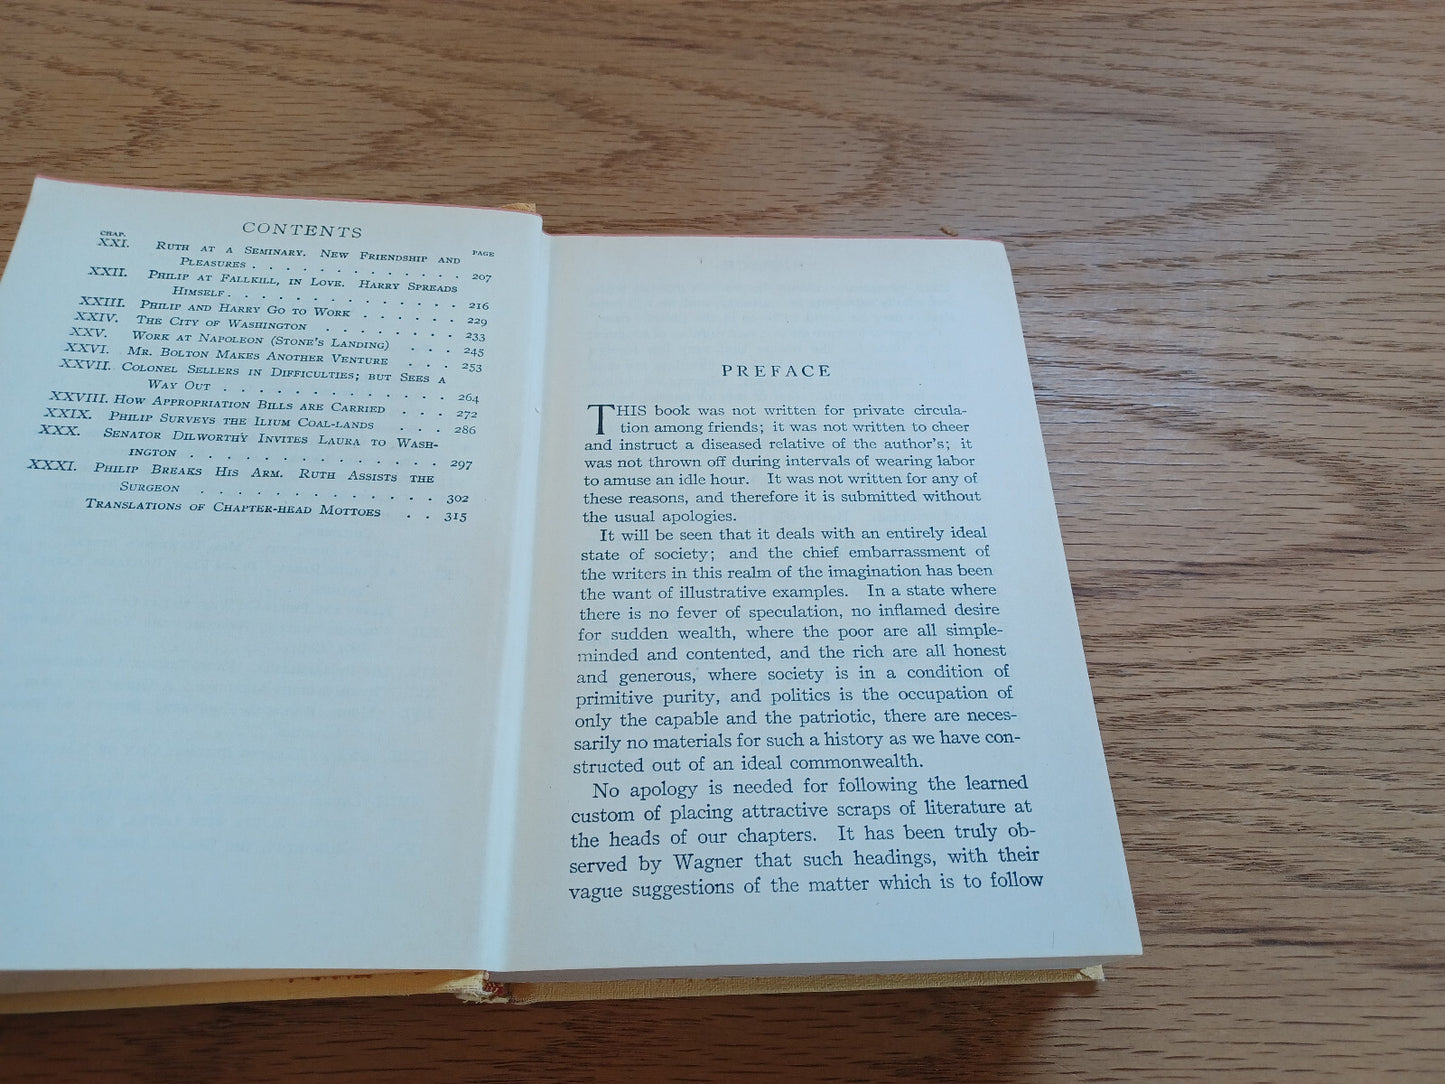 CONTENTS
CHAP. PAGE
XXI. RUTH AT A SEMINARY. NEW FRIENDSHIP AND
PLEASURES . . . . . . . . . . . . . 207
XXII. PHILIP AT FALLKILL, IN LOVE. HARRY SPREADS
HIMSELF . . . . . . . . . . . . . . 216
XXIII. PHILIP AND HARRY GO TO WORK . . . . . . 229
XXIV. THE CITY OF WASHINGTON . . . . . . . 233
XXV. WORK AT NAPOLEON (STONE'S LANDING) . . . 245
XXVI. MR. BOLTON MAKES ANOTHER VENTURE . . . 253
XXVII. COLONEL SELLERS IN DIFFICULTIES; BUT SEES A
WAY OUT . . . . . . . . . . . . 264
XXVIII. HOW APPROPRIATION BILLS ARE CARRIED . . . 272
XXIX. PHILIP SURVEYS THE ILIUM COAL-LANDS . . . 286
XXX. SENATOR DILWORTHY INVITES LAURA TO WASH-
INGTON . . . . . . . . . . . . . 297
XXXI. PHILIP BREAKS HIS ARM. RUTH ASSISTS THE
SURGEON . . . . . . . . . . . . . 302
TRANSLATIONS OF CHAPTER-HEAD MOTTOES . . 315
PREFACE
THIS book was not written for private circula-
tion among friends; it was not written to cheer
and instruct a diseased relative of the author's; it
was not thrown off during intervals of wearing labor
to amuse an idle hour. It was not written for any of
these reasons, and therefore it is submitted without
the usual apologies.
It will be seen that it deals with an entirely ideal
state of society; and the chief embarrassment of
the writers in this realm of the imagination has been
the want of illustrative examples. In a state where
there is no fever of speculation, no inflamed desire
for sudden wealth, where the poor are all simple-
minded and contented, and the rich are all honest
and generous, where society is in a condition of
primitive purity, and politics is the occupation of
only the capable and the patriotic, there are neces-
sarily no materials for such a history as we have con-
structed out of an ideal commonwealth.
No apology is needed for following the learned
custom of placing attractive scraps of literature at
the heads of our chapters. It has been truly ob-
served by Wagner that such headings, with their
vague suggestions of the matter which is to follow